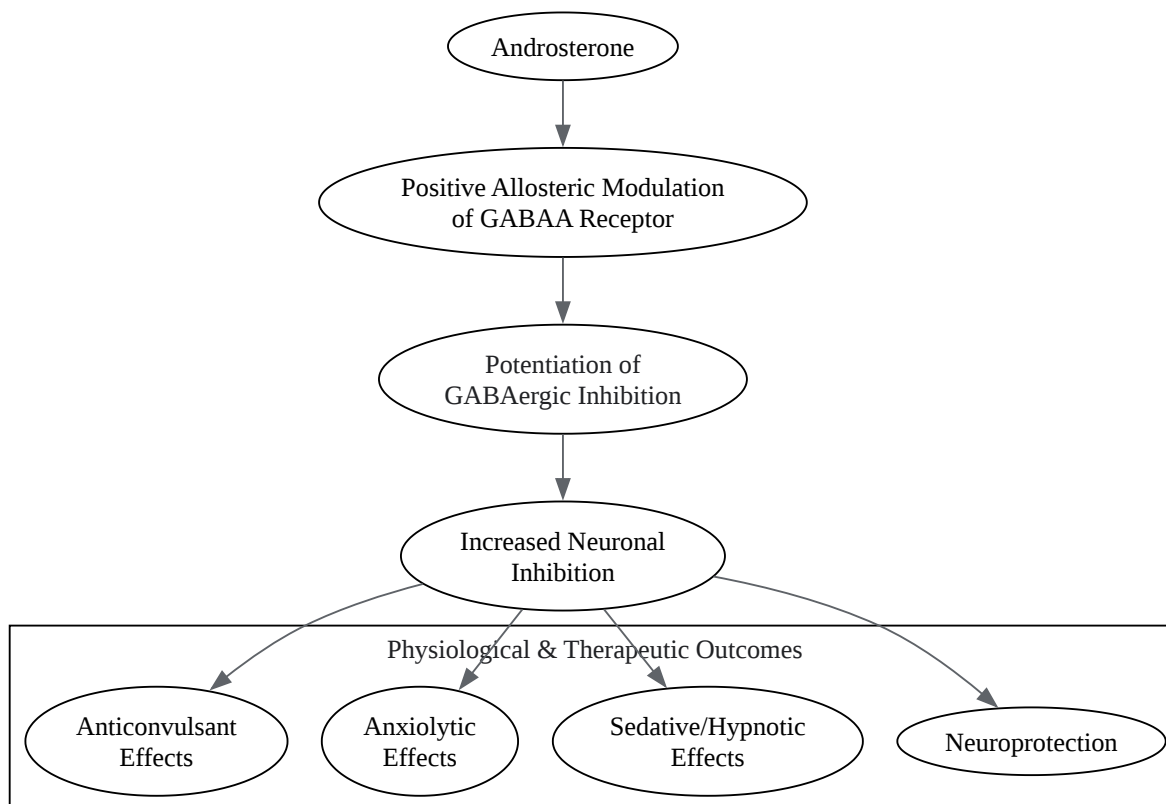 Androsterone
Positive Allosteric Modulation
of GABAA Receptor
Potentiation of
GABAergic Inhibition
Increased Neuronal
Inhibition
Physiological & Therapeutic Outcomes
Anticonvulsant
Effects
Anxiolytic
Effects
Sedative/Hypnotic
Effects
Neuroprotection